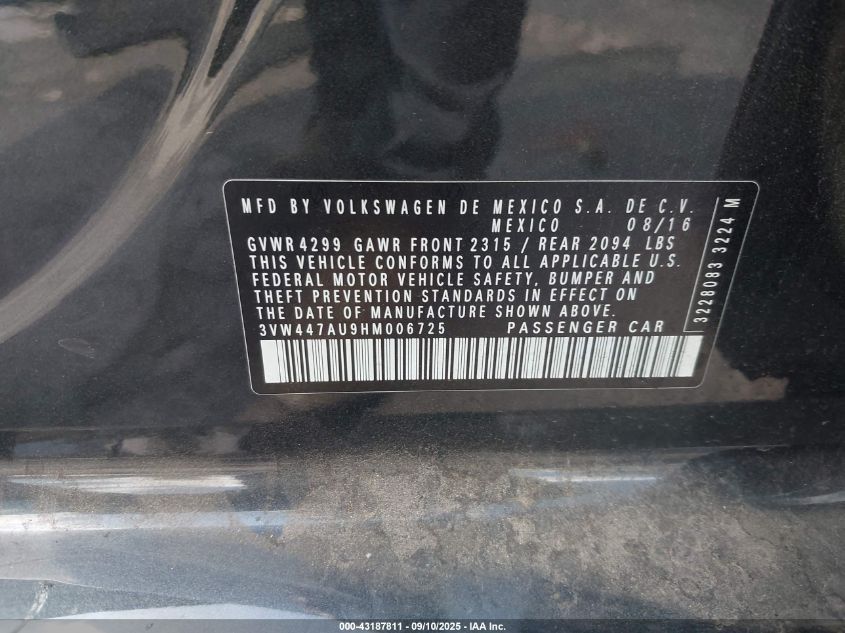 MFD BY VOLKSWAGEN DE MEXICO S.A. DE C.V.
MEXICO 08/16
GVWR 4299 GAWR FRONT 2315 / REAR 2094 LBS
THIS VEHICLE CONFORMS TO ALL APPLICABLE U.S.
FEDERAL MOTOR VEHICLE SAFETY, BUMPER AND
THEFT PREVENTION STANDARDS IN EFFECT ON
THE DATE OF MANUFACTURE SHOWN ABOVE.
3VW447AU9HM006725 PASSENGER CAR
3228093 3224 M
000-43187811 - 09/10/2025 - IAA Inc.